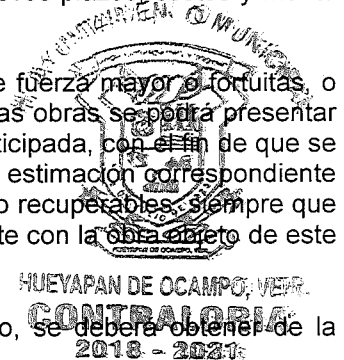 H. AYUNTAMIENTO MUNICIPAL
e fuerza mayor ó fortuitas, o
as obras se podrá presentar
ticipada, con el fin de que se
estimación correspondiente
o recuperables, siempre que
te con la obra objeto de este
HUEYAPAN DE OCAMPO, VER.
CONTRALORIA
o, se deberá obtener de la
2018 - 2021